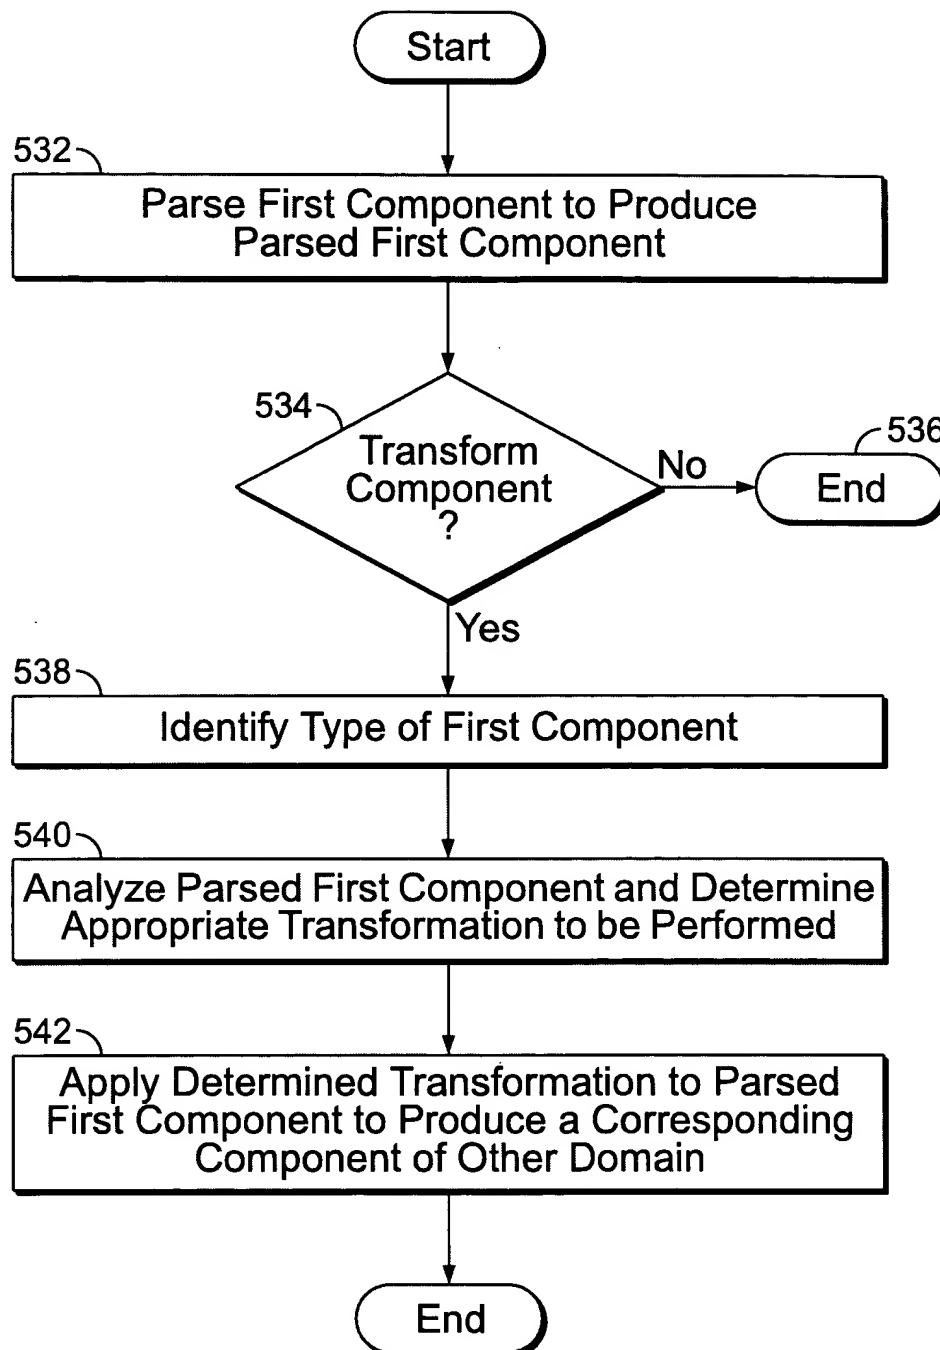 Start
532
Parse First Component to Produce
Parsed First Component
534
Transform
Component
?
No
536
End
Yes
538
Identify Type of First Component
540
Analyze Parsed First Component and Determine
Appropriate Transformation to be Performed
542
Apply Determined Transformation to Parsed
First Component to Produce a Corresponding
Component of Other Domain
End